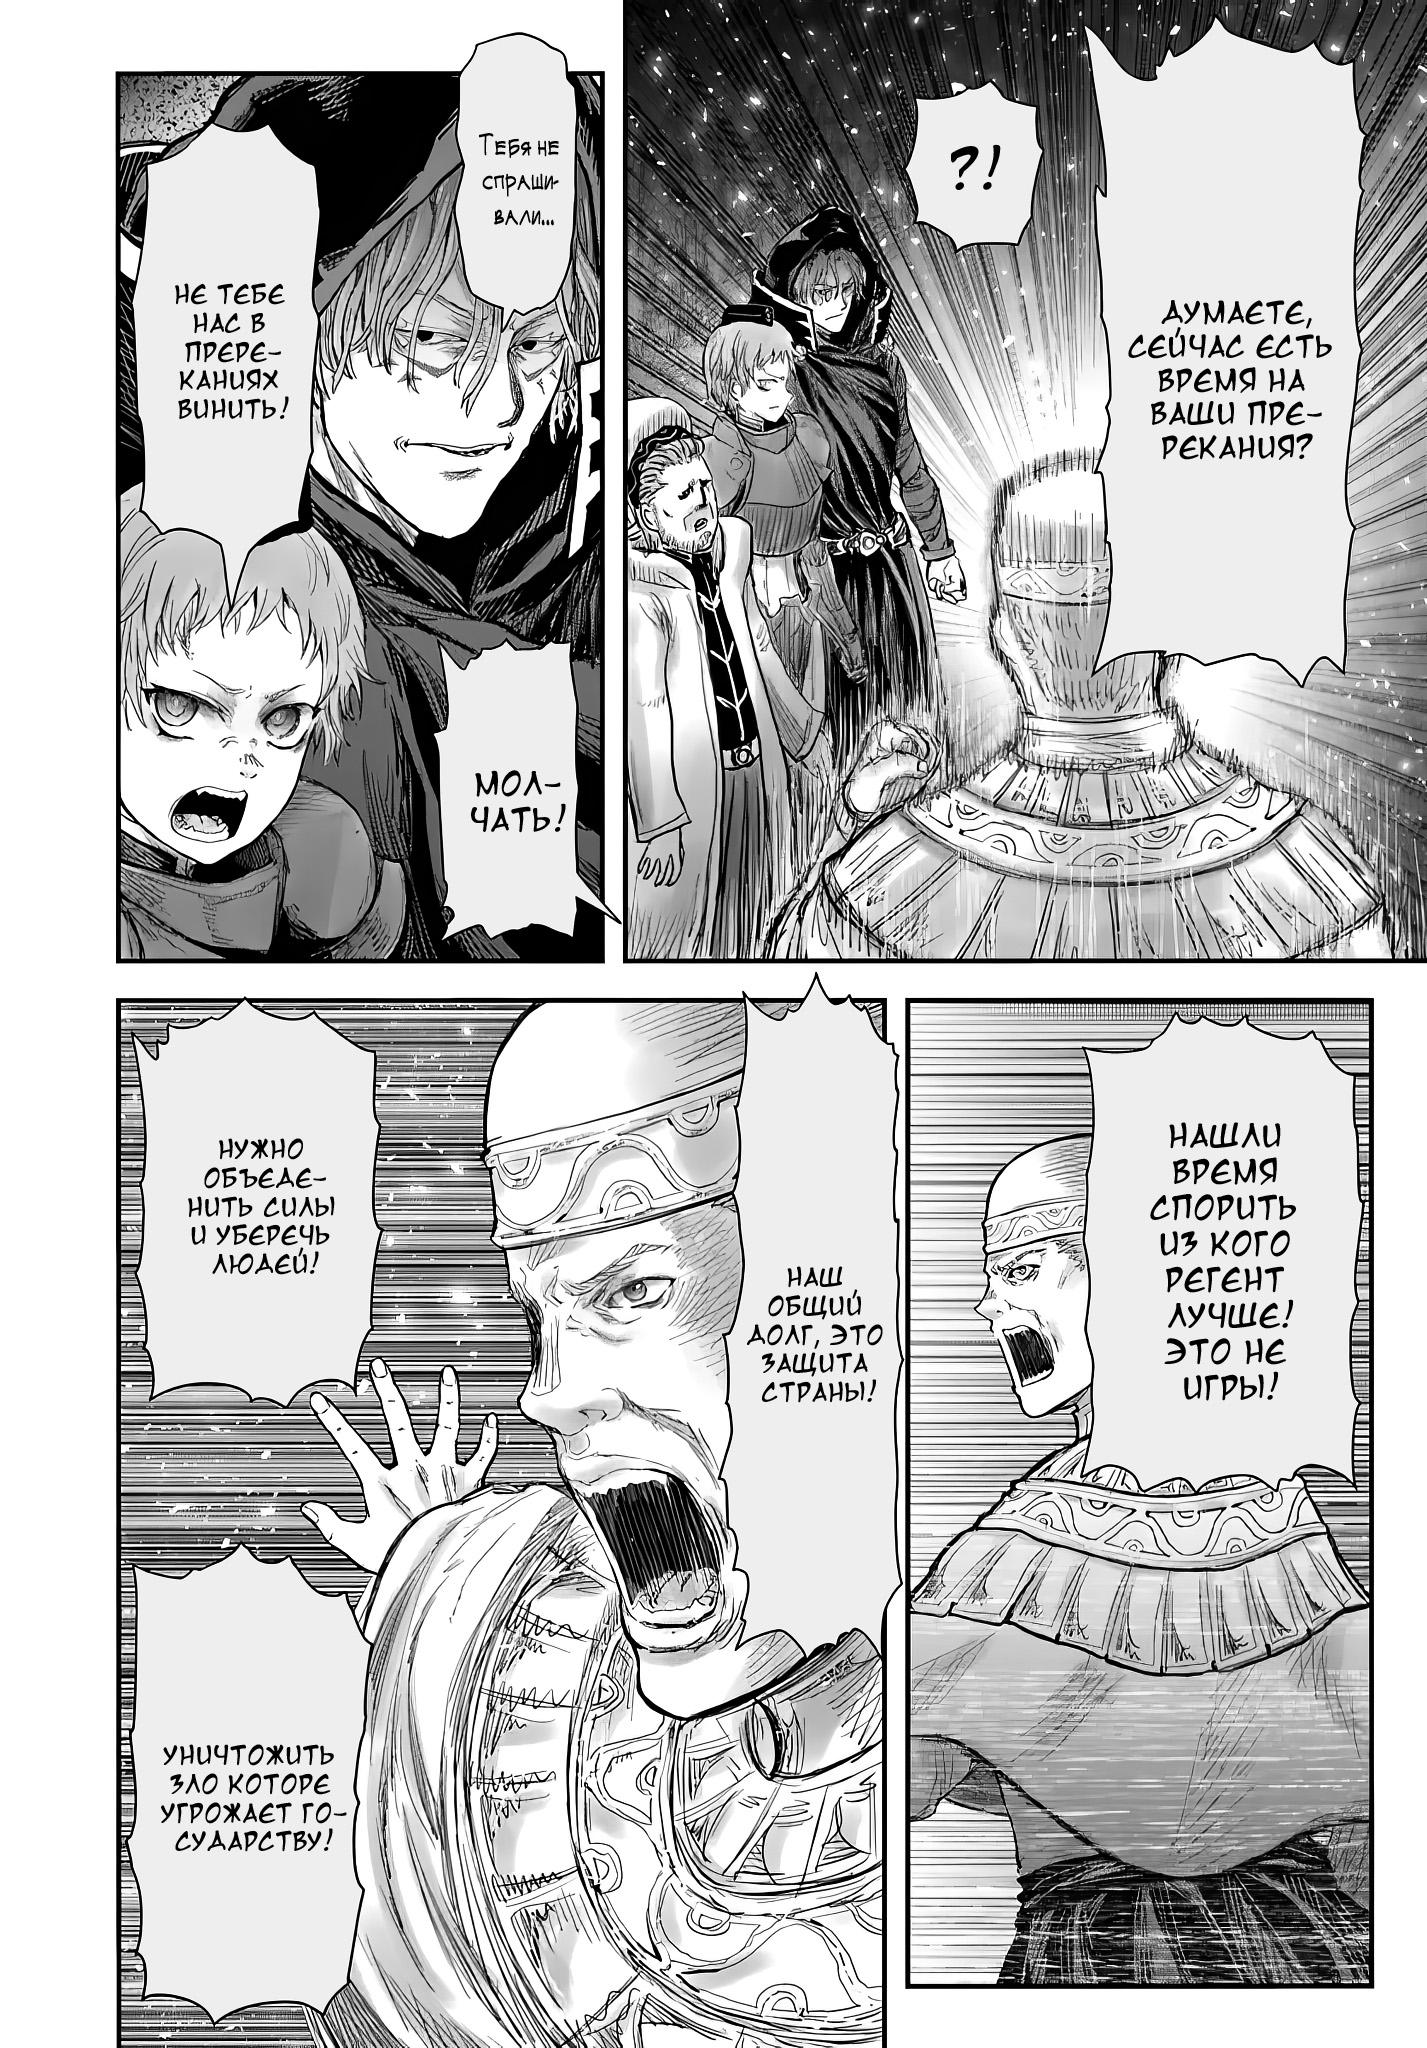 ДУМАЕТЕ,
СЕЙЧАС ЕСТЬ
ВРЕМЯ НА
ВАШИ ПРЕ-
РЕКАНИЯ?
?!
ТЕБЯ НЕ
СПРАШИ-
ВАЛИ...
НЕ ТЕБЕ
НАС В
ПРЕРЕ-
КАНИЯХ
ВИНИТЬ!
МОЛ-
ЧАТЬ!
НАШЛИ
ВРЕМЯ
СПОРИТЬ
ИЗ КОГО
РЕГЕНТ
ЛУЧШЕ!
ЭТО НЕ
ИГРЫ!
НАШ
ОБЩИЙ
ДОЛГ, ЭТО
ЗАЩИТА
СТРАНЫ!
НУЖНО
ОБЪЕДЕ-
НИТЬ СИЛЫ
И УБЕРЕЧЬ
ЛЮДЕЙ!
УНИЧТОЖИТЬ
ЗЛО КОТОРЕ
УГРОЖАЕТ ГО-
СУДАРСТВУ!